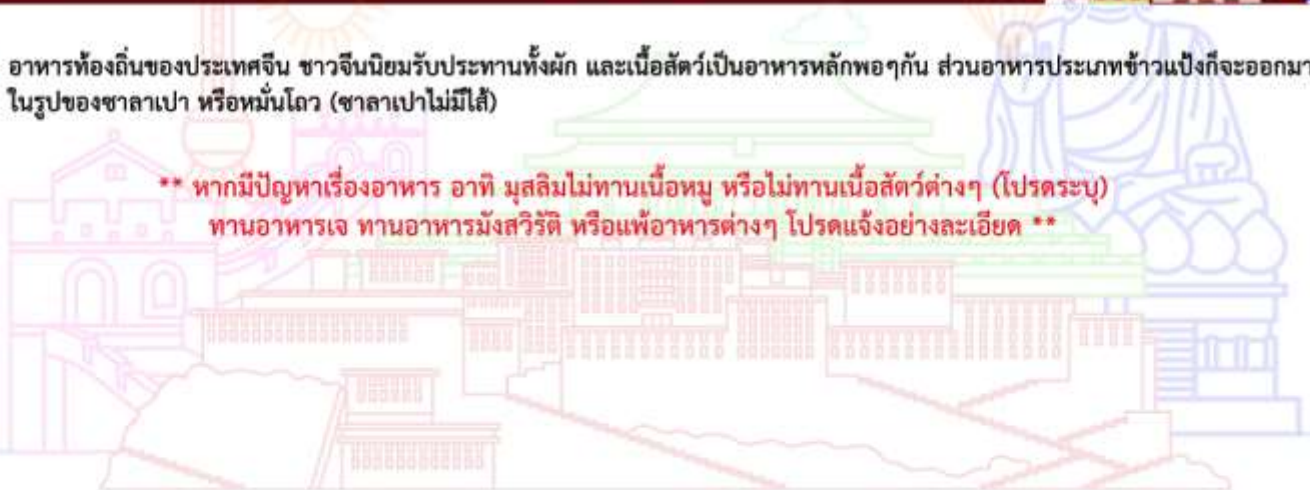 อาหารท้องถิ่นของประเทศจีน ชาวจีนนิยมรับประทานทั้งผัก และเนื้อสัตว์เป็นอาหารหลักพอๆกัน ส่วนอาหารประเภทข้าวแป้งก็จะออกมา
ในรูปของซาลาเปา หรือหมั่นโถว (ซาลาเปาไม่มีไส้)
** หากมีปัญหาเรื่องอาหาร อาทิ มุสลิมไม่ทานเนื้อหมู หรือไม่ทานเนื้อสัตว์ต่างๆ (โปรดระบุ)
ทานอาหารเจ ทานอาหารมังสวิรัติ หรือแพ้อาหารต่างๆ โปรดแจ้งอย่างละเอียด **